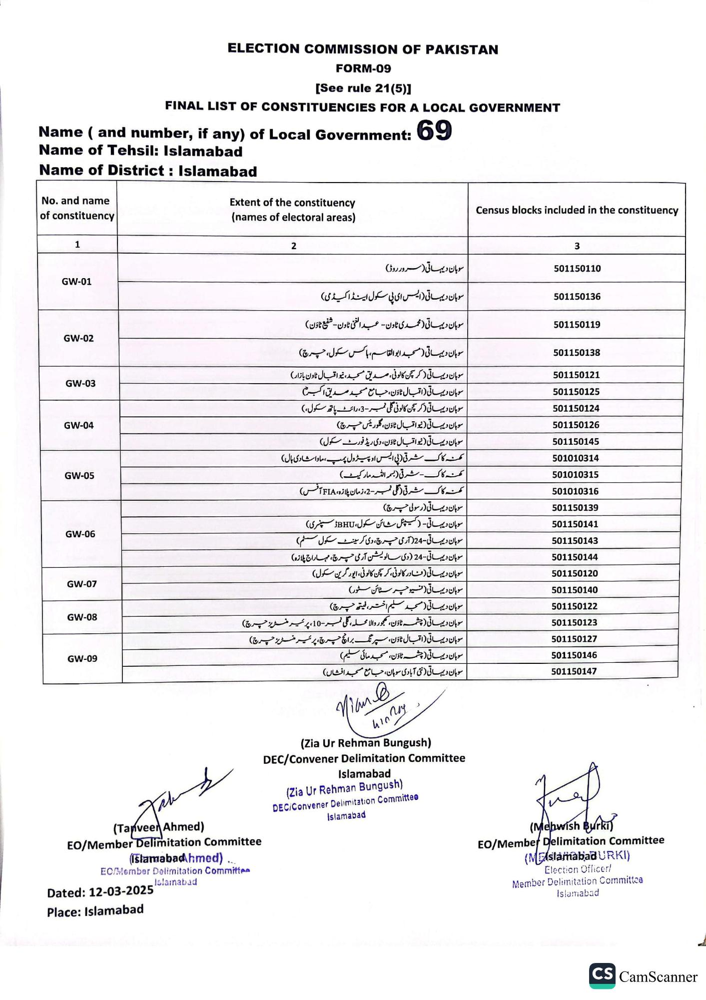 ELECTION COMMISSION OF PAKISTAN
FORM-09
[See rule 21(5)]
FINAL LIST OF CONSTITUENCIES FOR A LOCAL GOVERNMENT
Name ( and number, if any) of Local Government: 69
Name of Tehsil: Islamabad
Name of District : Islamabad
No. and name of constituency | Extent of the constituency (names of electoral areas) | Census blocks included in the constituency
1 | 2 | 3
GW-01 | سوہان دیہاتی(سرور روڈ) | 501150110
سوہان دیہاتی(ایس ای پی سکول اینڈ اکیڈمی) | 501150136
GW-02 | سوہان دیہاتی(محمدی ٹاون- عبدالغنی ٹاون-شفیع ٹاؤن) | 501150119
سوہان دیہاتی(مسجد ابوالقاسم، ہاکس سکول، چرچ) | 501150138
GW-03 | سوہان دیہاتی(کرسچن کالونی، صدیق مسجد، نیو اقبال ٹاون بازار) | 501150121
سوہان دیہاتی(اقبال ٹاؤن، جامع مسجد صدیق اکبرؓ) | 501150125
GW-04 | سوہان دیہاتی(کرسچن کالونی گلی نمبر-3، رائٹ پاتھ سکول،) | 501150124
سوہان دیہاتی(نیو اقبال ٹاؤن، گلوریئس چرچ) | 501150126
سوہان دیہاتی(نیو اقبال ٹاؤن، دی ریڈ فورٹ سکول) | 501150145
GW-05 | کھنہ کاک شرقی(پی ایس او پیٹرول پمپ، ماوا شادی ہال) | 501010314
کھنہ کاک-شرقی(بسم اللہ مارکیٹ) | 501010315
کھنہ کاک شرقی(گلی نمبر-2، زمان پلازہ، FIA آفس) | 501010316
GW-06 | سوہان دیہاتی(رسولی چرچ) | 501150139
سوہان دیہاتی- (کیپٹل شائن سکول، BHU ڈسپنسری) | 501150141
سوہان دیہاتی-24(آرمی چرچ، دی کرسینٹ سکول سسٹم) | 501150143
سوہان دیہاتی-24 (دی سالویشن آرمی چرچ، مہاراج پلازہ) | 501150144
GW-07 | سوہان دیہاتی(فادر کالونی، کرسچن کالونی، ایور گرین سکول) | 501150120
سوہان دیہاتی(فیوچر سٹائن سٹور) | 501150140
GW-08 | سوہان دیہاتی(مسجد سلیم اختر، فیتھ چرچ) | 501150122
سوہان دیہاتی(چشمہ ٹاؤن، کھجور والا محلہ، گلی نمبر-10، پرئیر منسٹریز چرچ) | 501150123
GW-09 | سوہان دیہاتی(اقبال ٹاؤن، سپرنگ برانچ چرچ، پرئیر منسٹریز چرچ) | 501150127
سوہان دیہاتی(چشمہ ٹاؤن، مسجد مائی سلیم) | 501150146
سوہان دیہاتی(نئی آبادی سوہان، جامع مسجد افشاں) | 501150147
(Zia Ur Rehman Bungush)
DEC/Convener Delimitation Committee
Islamabad
(Zia Ur Rehman Bungush)
DEC/Convener Delimitation Committee
Islamabad
(Tanveer Ahmed)
EO/Member Delimitation Committee
Islamabad
Ahmed)
EO/Member Delimitation Committee
Islamabad
(Mehwish Burki)
EO/Member Delimitation Committee
Islamabad
BURKI)
Election Officer/
Member Delimitation Committee
Islamabad
Dated: 12-03-2025
Place: Islamabad
CS CamScanner